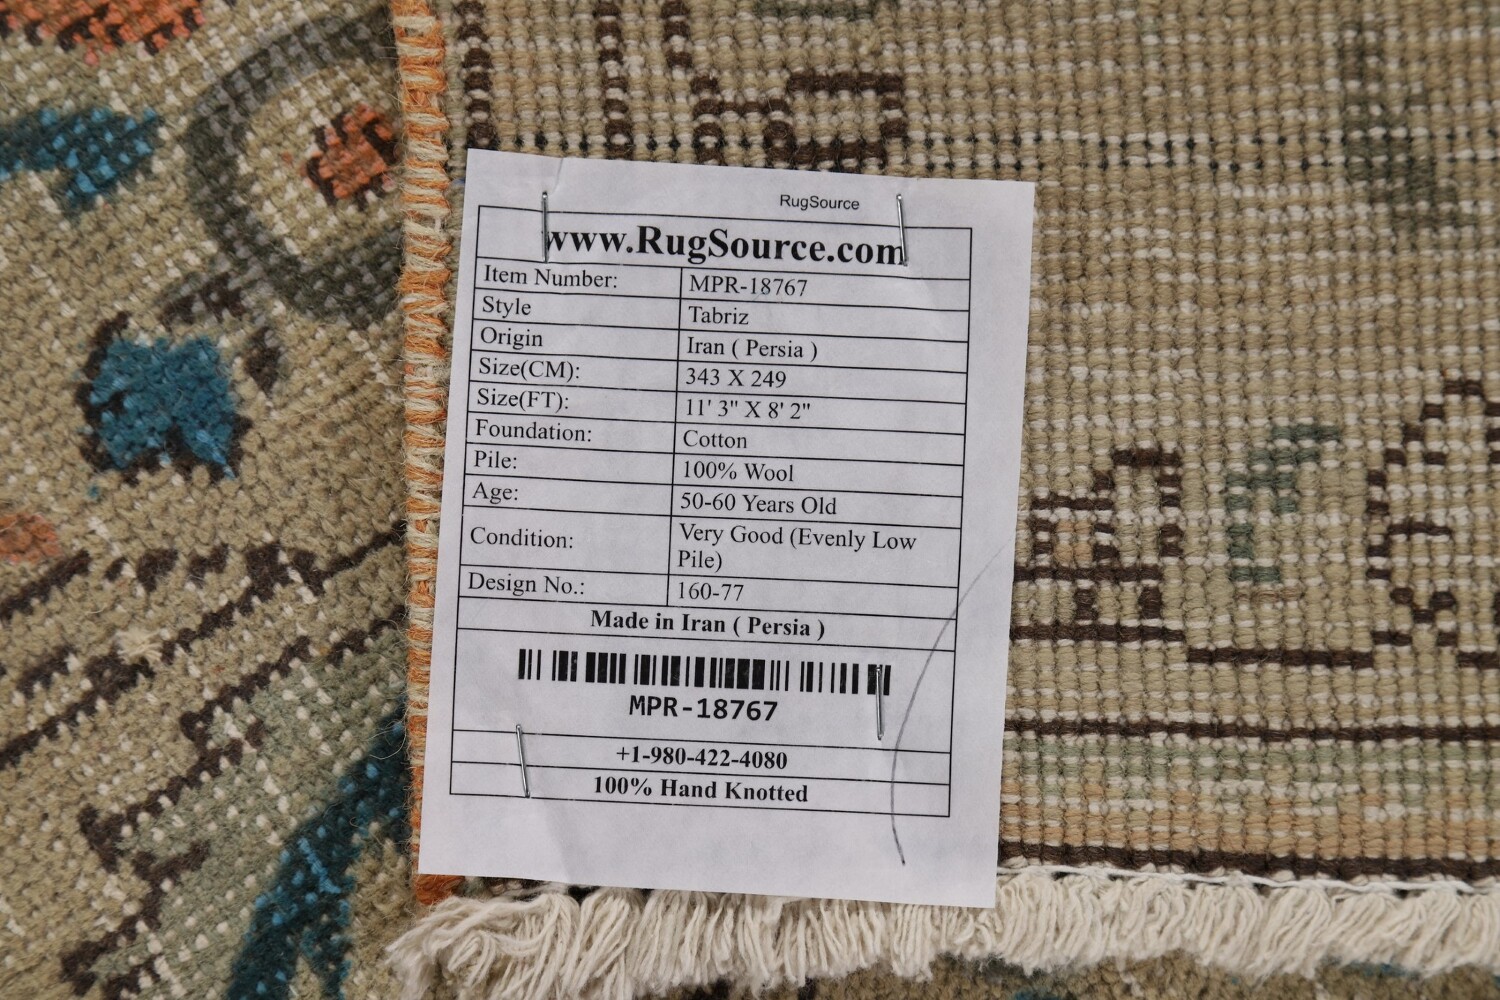 RugSource
www.RugSource.com
Item Number: MPR-18767
Style Tabriz
Origin Iran ( Persia )
Size(CM): 343 X 249
Size(FT): 11' 3" X 8' 2"
Foundation: Cotton
Pile: 100% Wool
Age: 50-60 Years Old
Condition: Very Good (Evenly Low
Pile)
Design No.: 160-77
Made in Iran ( Persia )
MPR-18767
+1-980-422-4080
100% Hand Knotted